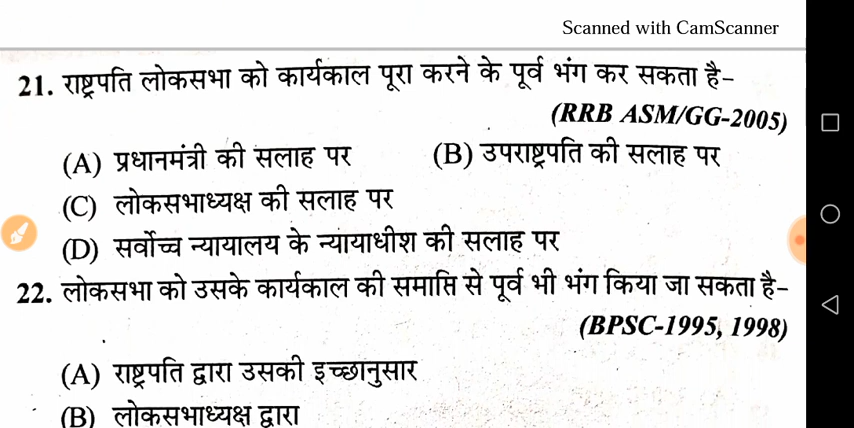 Scanned with CamScanner
21. राष्ट्रपति लोकसभा को कार्यकाल पूरा करने के पूर्व भंग कर सकता है–
(RRB ASM/GG-2005)
(A) प्रधानमंत्री की सलाह पर (B) उपराष्ट्रपति की सलाह पर
(C) लोकसभाध्यक्ष की सलाह पर
(D) सर्वोच्च न्यायालय के न्यायाधीश की सलाह पर
22. लोकसभा को उसके कार्यकाल की समाप्ति से पूर्व भी भंग किया जा सकता है–
(BPSC-1995, 1998)
(A) राष्ट्रपति द्वारा उसकी इच्छानुसार
(B) लोकसभाध्यक्ष द्वारा